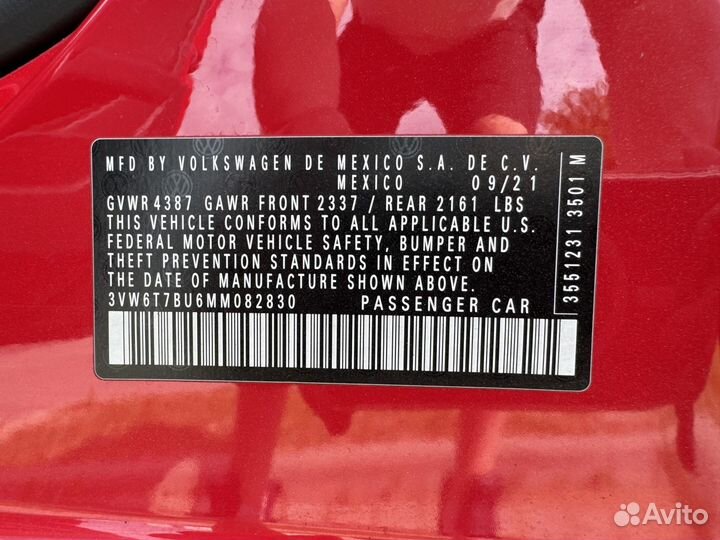 MFD BY VOLKSWAGEN DE MEXICO S.A. DE C.V.
MEXICO 09/21
GVWR 4387 GAWR FRONT 2337 / REAR 2161 LBS
THIS VEHICLE CONFORMS TO ALL APPLICABLE U.S.
FEDERAL MOTOR VEHICLE SAFETY, BUMPER AND
THEFT PREVENTION STANDARDS IN EFFECT ON
THE DATE OF MANUFACTURE SHOWN ABOVE.
3VW6T7BU6MM082830 PASSENGER CAR
3551231 3501 M
Avito